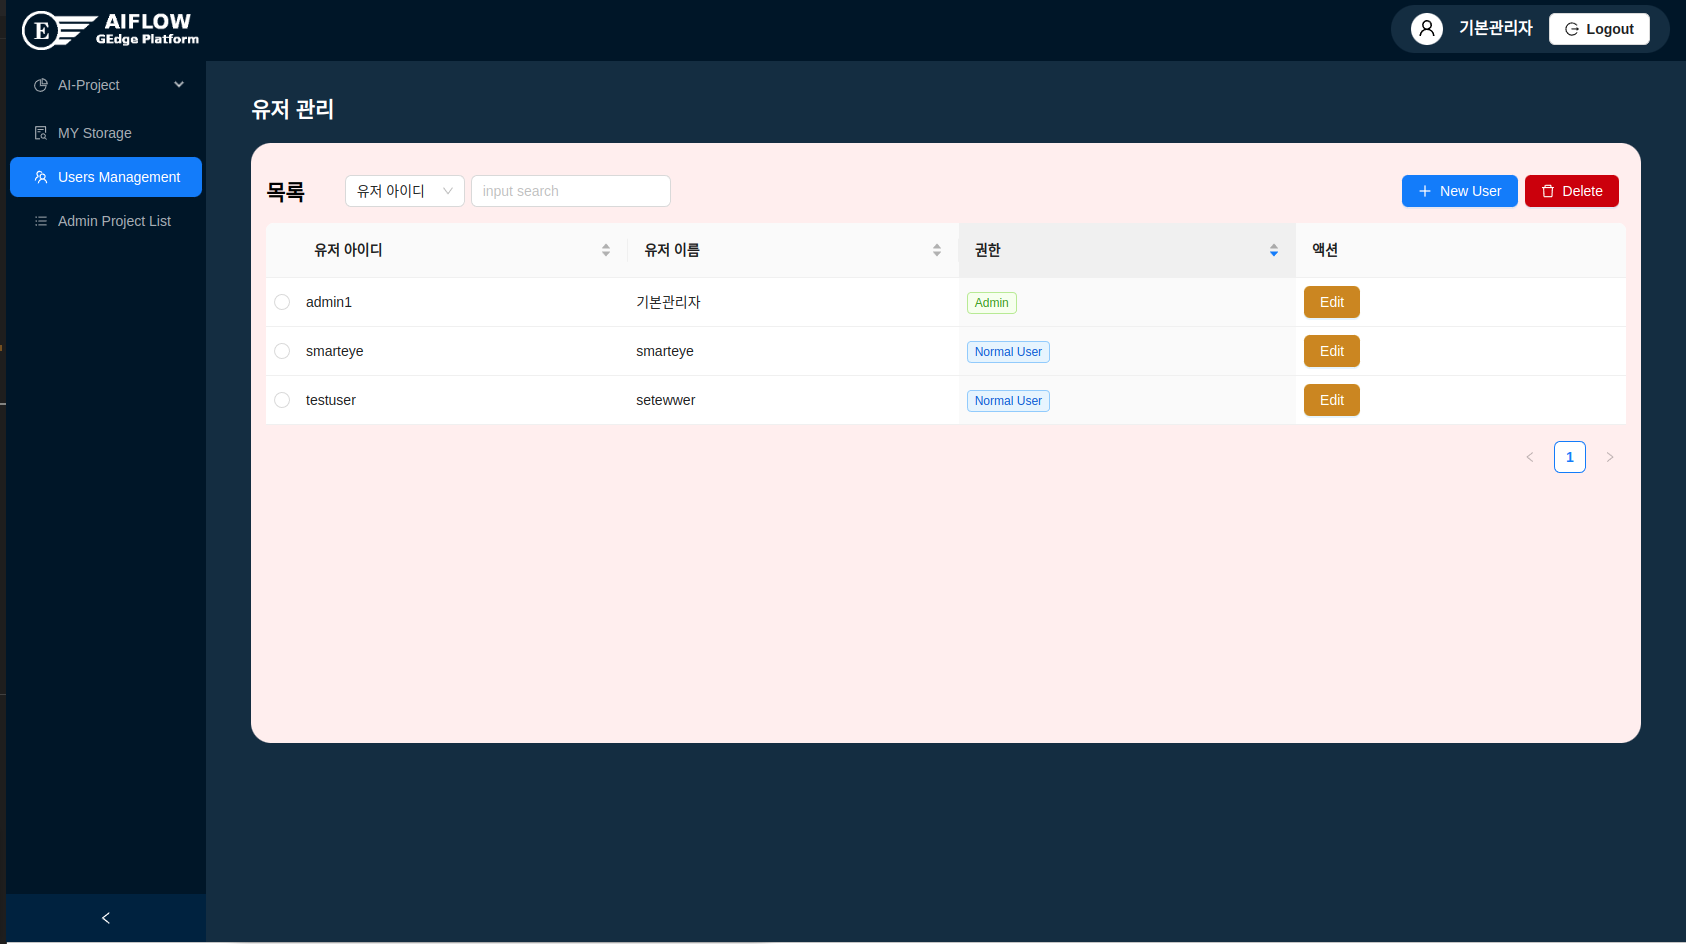 E AIFLOW
GEdge Platform
기본관리자
Logout
AI-Project
MY Storage
Users Management
Admin Project List
유저 관리
목록
유저 아이디
input search
New User
Delete
유저 아이디 유저 이름 권한 액션
admin1 기본관리자 Admin Edit
smarteye smarteye Normal User Edit
testuser setewwer Normal User Edit
1